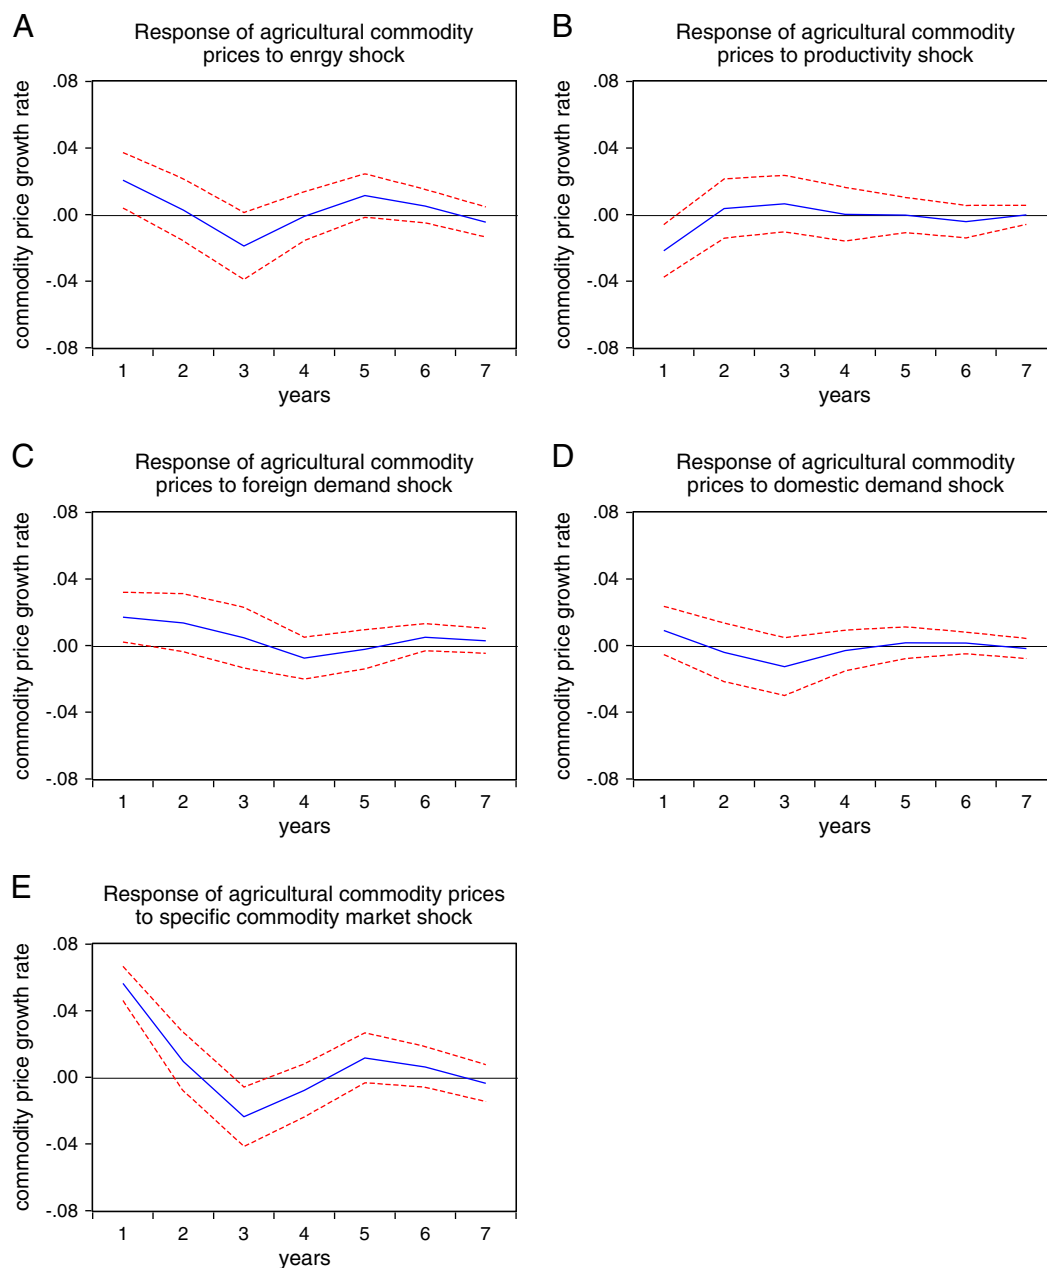 A
Response of agricultural commodity
prices to enrgy shock
commodity price growth rate
.08
.04
.00
-.04
-.08
1 2 3 4 5 6 7
years
B
Response of agricultural commodity
prices to productivity shock
commodity price growth rate
.08
.04
.00
-.04
-.08
1 2 3 4 5 6 7
years
C
Response of agricultural commodity
prices to foreign demand shock
commodity price growth rate
.08
.04
.00
-.04
-.08
1 2 3 4 5 6 7
years
D
Response of agricultural commodity
prices to domestic demand shock
commodity price growth rate
.08
.04
.00
-.04
-.08
1 2 3 4 5 6 7
years
E
Response of agricultural commodity prices
to specific commodity market shock
commodity price growth rate
.08
.04
.00
-.04
-.08
1 2 3 4 5 6 7
years